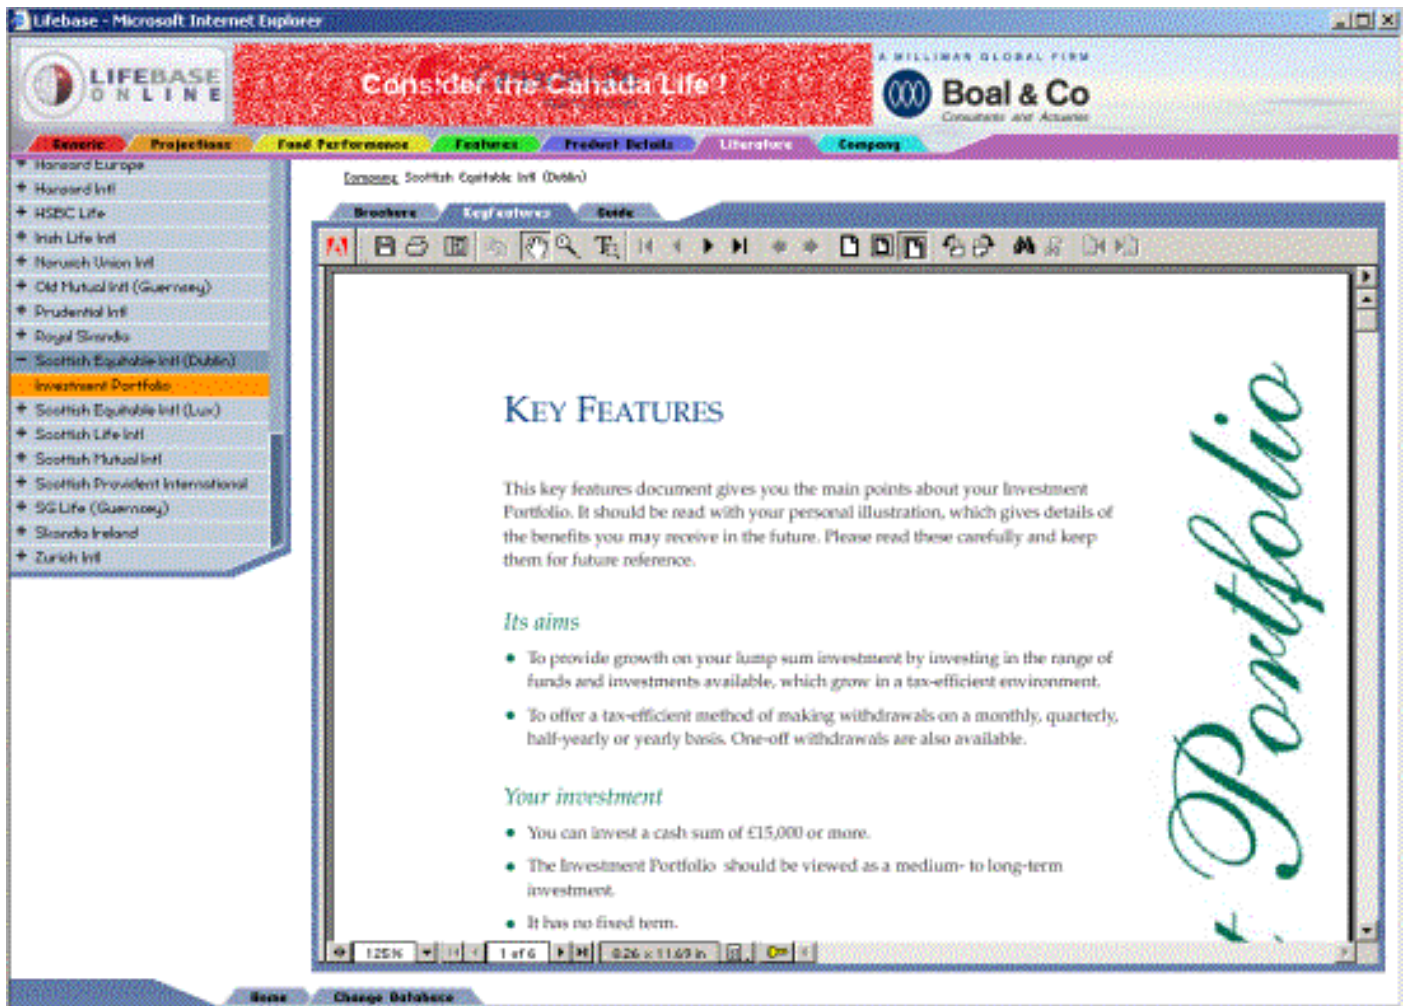 Lifebase - Microsoft Internet Explorer
LIFEBASE
ONLINE
Consider the Canada Life !
A MILLIMAN GLOBAL FIRM
Boal & Co
Consultants and Actuaries
Generic
Projections
Fund Performance
Features
Product Details
Literature
Company
Hansard Europe
Hansard Intl
HSBC Life
Irish Life Intl
Norwich Union Intl
Old Mutual Intl (Guernsey)
Prudential Intl
Royal Skandia
Scottish Equitable Intl (Dublin)
Investment Portfolio
Scottish Equitable Intl (Lux)
Scottish Life Intl
Scottish Mutual Intl
Scottish Provident International
SG Life (Guernsey)
Skandia Ireland
Zurich Intl
Company: Scottish Equitable Intl (Dublin)
Brochure
KeyFeatures
Guide
KEY FEATURES
This key features document gives you the main points about your Investment
Portfolio. It should be read with your personal illustration, which gives details of
the benefits you may receive in the future. Please read these carefully and keep
them for future reference.
Its aims
• To provide growth on your lump sum investment by investing in the range of
funds and investments available, which grow in a tax-efficient environment.
• To offer a tax-efficient method of making withdrawals on a monthly, quarterly,
half-yearly or yearly basis. One-off withdrawals are also available.
Your investment
• You can invest a cash sum of £15,000 or more.
• The Investment Portfolio should be viewed as a medium- to long-term
investment.
• It has no fixed term.
Portfolio
125%
1 of 6
8.26 x 11.69 in
Home
Change Database